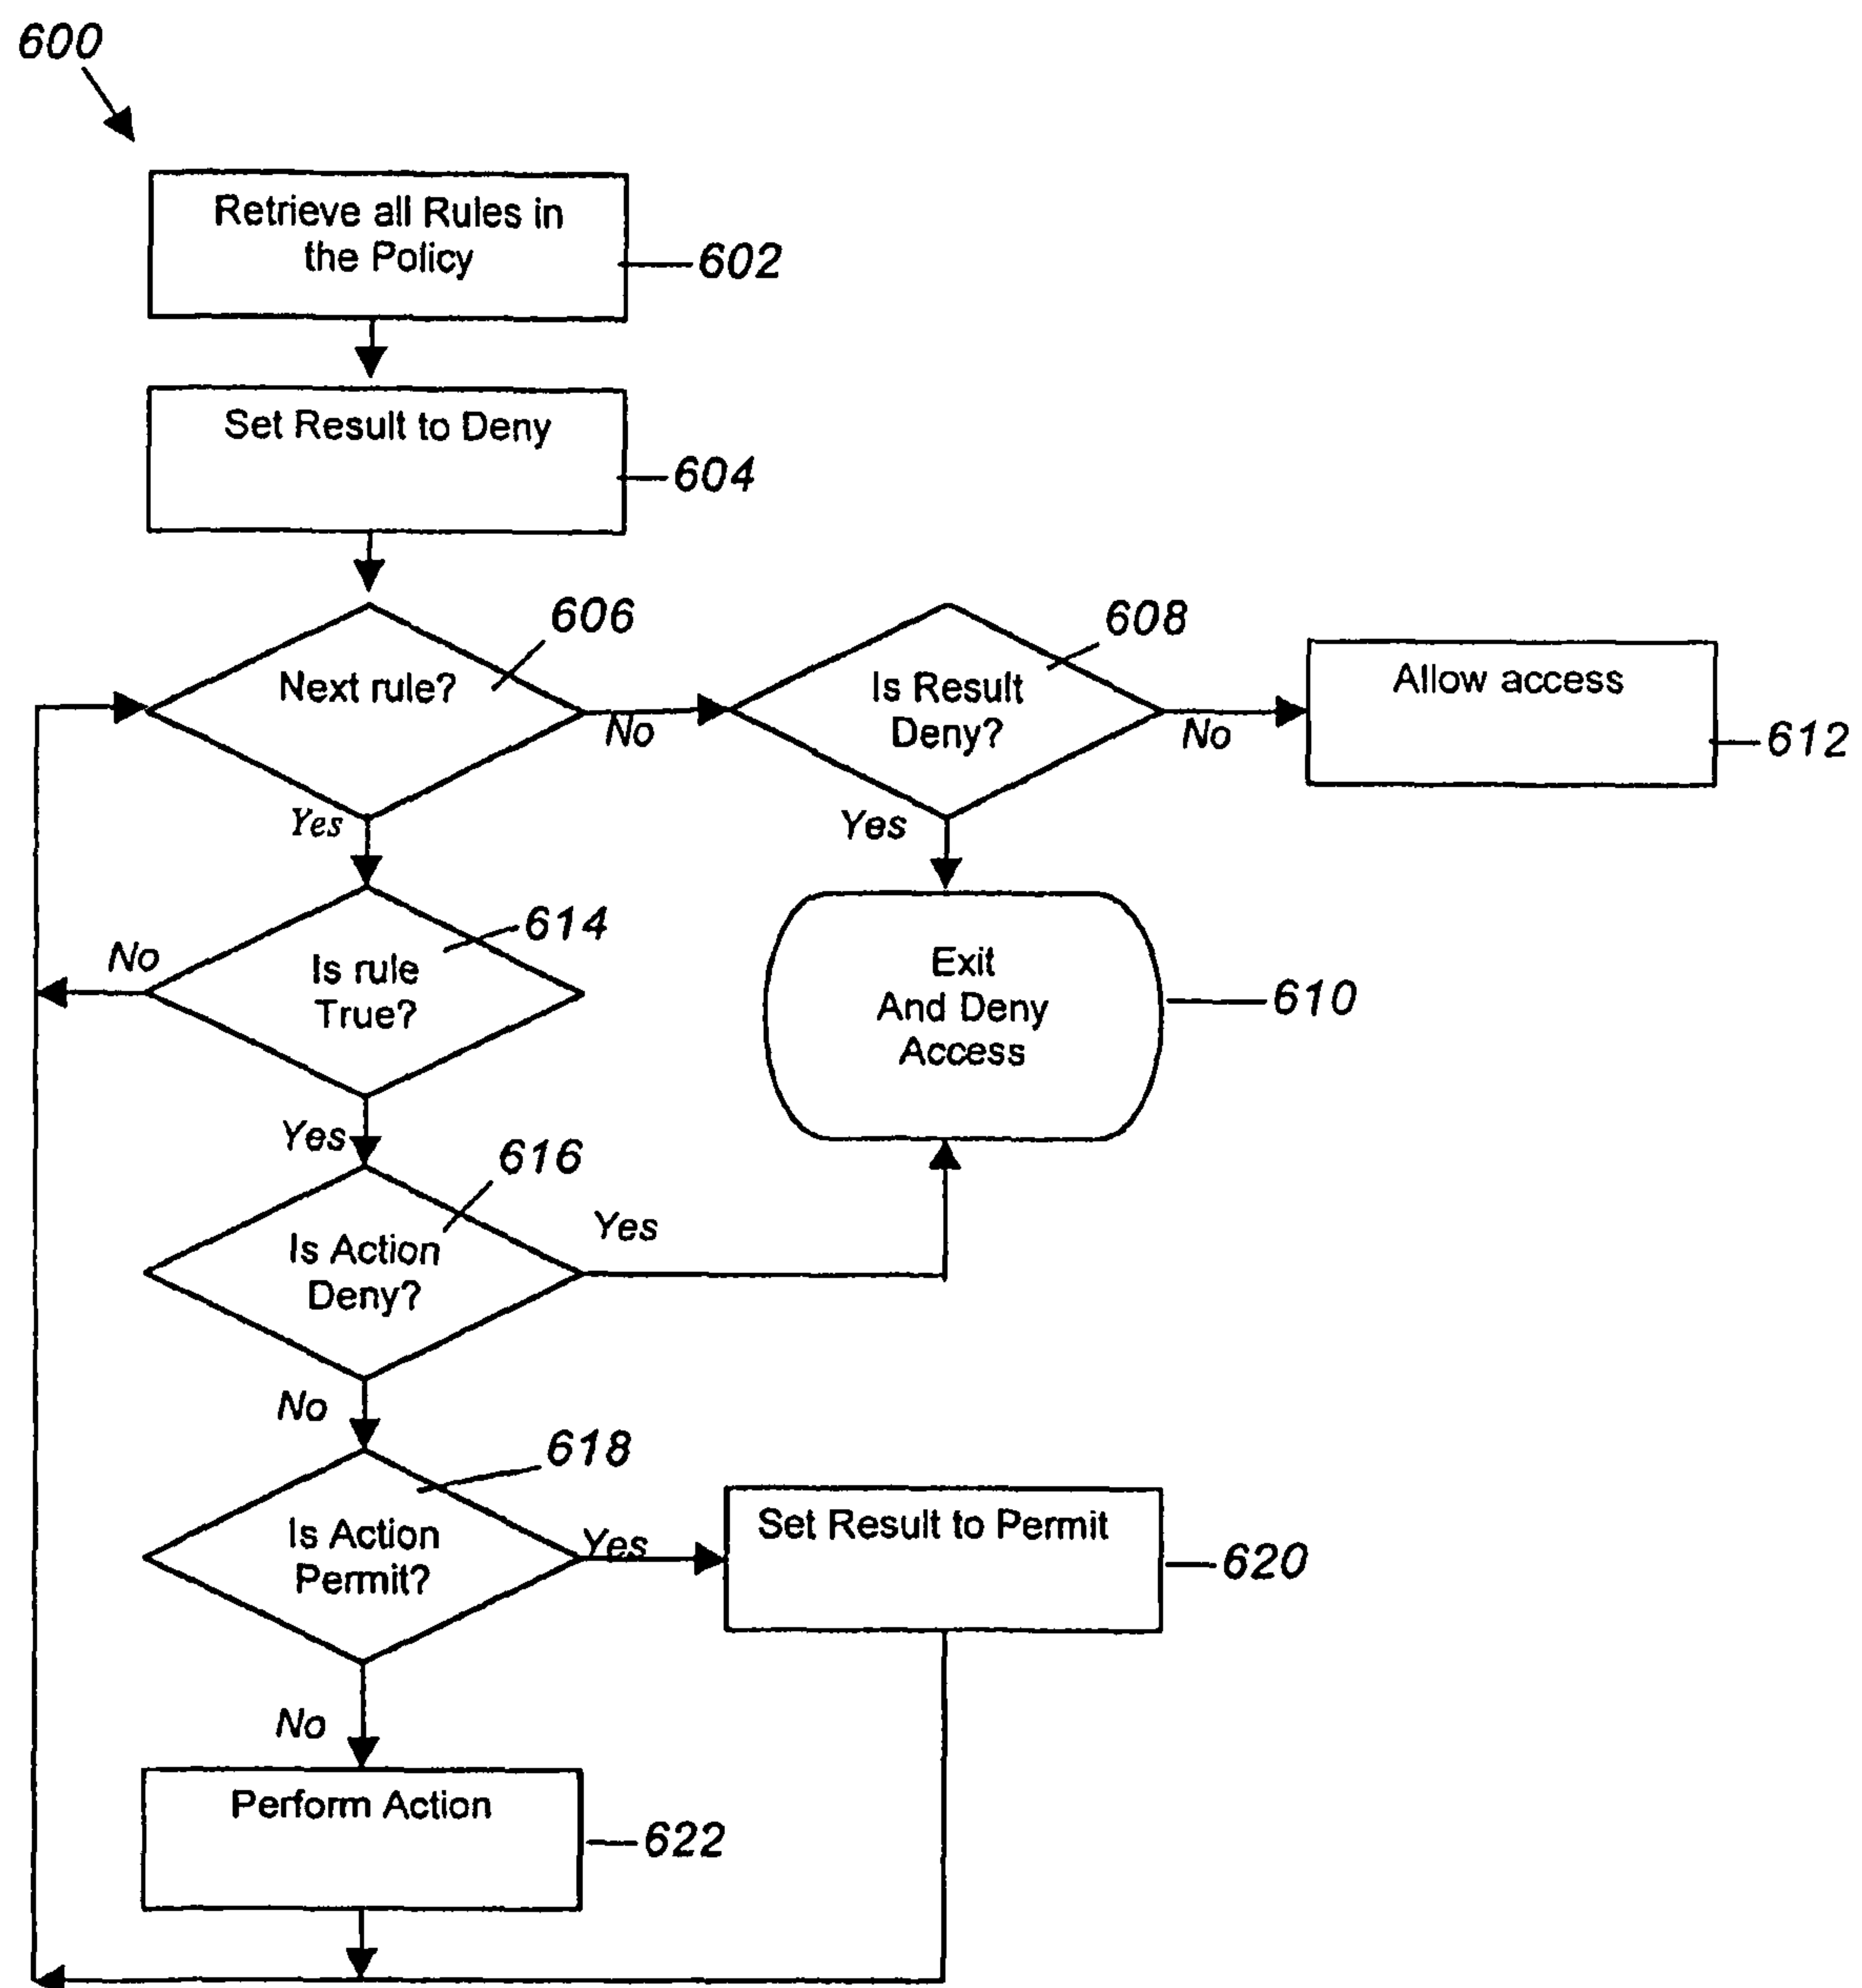 600
Retrieve all Rules in
the Policy
602
Set Result to Deny
604
606
Next rule?
No
Yes
608
Is Result
Deny?
No
Yes
Allow access
612
614
Is rule
True?
No
Yes
Exit
And Deny
Access
610
616
Is Action
Deny?
Yes
No
618
Is Action
Permit?
Yes
No
Set Result to Permit
620
Perform Action
622